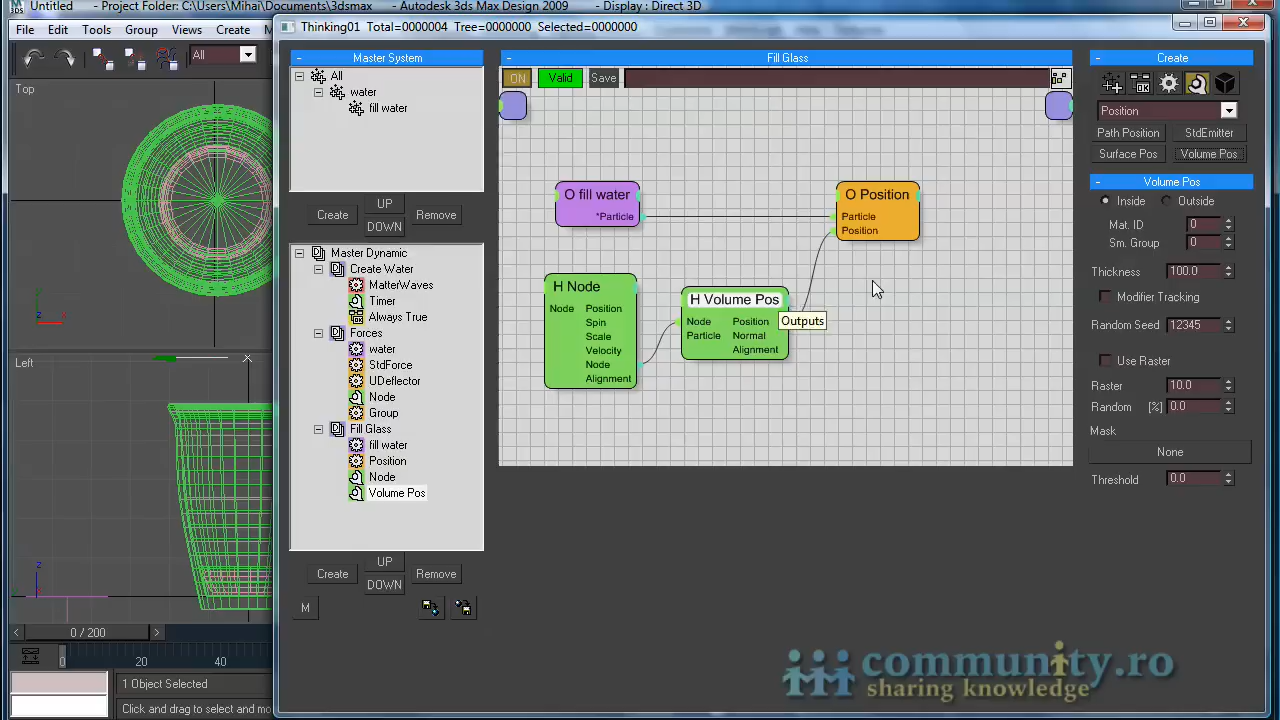 Untitled - Project Folder: C:\Users\Mihai\Documents\3dsmax - Autodesk 3ds Max Design 2009 - Display : Direct 3D
File Edit Tools Group Views Create
All
Top
Left
0 / 200
0 20 40
1 Object Selected
Click and drag to select and mo
Thinking01 Total=0000004 Tree=0000000 Selected=0000000
Master System
All
water
fill water
Create UP DOWN Remove
Master Dynamic
Create Water
MatterWaves
Timer
Always True
Forces
water
StdForce
UDeflector
Node
Group
Fill Glass
fill water
Position
Node
Volume Pos
Create UP DOWN Remove
M
Fill Glass
ON Valid Save
O fill water
*Particle
O Position
Particle
Position
H Node
Node Position
Spin
Scale
Velocity
Node
Alignment
H Volume Pos
Node Position
Particle Normal
Alignment
Outputs
Create
Position
Path Position StdEmitter
Surface Pos Volume Pos
Volume Pos
Inside Outside
Mat. ID 0
Sm. Group 0
Thickness 100.0
Modifier Tracking
Random Seed 12345
Use Raster
Raster 10.0
Random [%] 0.0
Mask
None
Threshold 0.0
community.ro
sharing knowledge